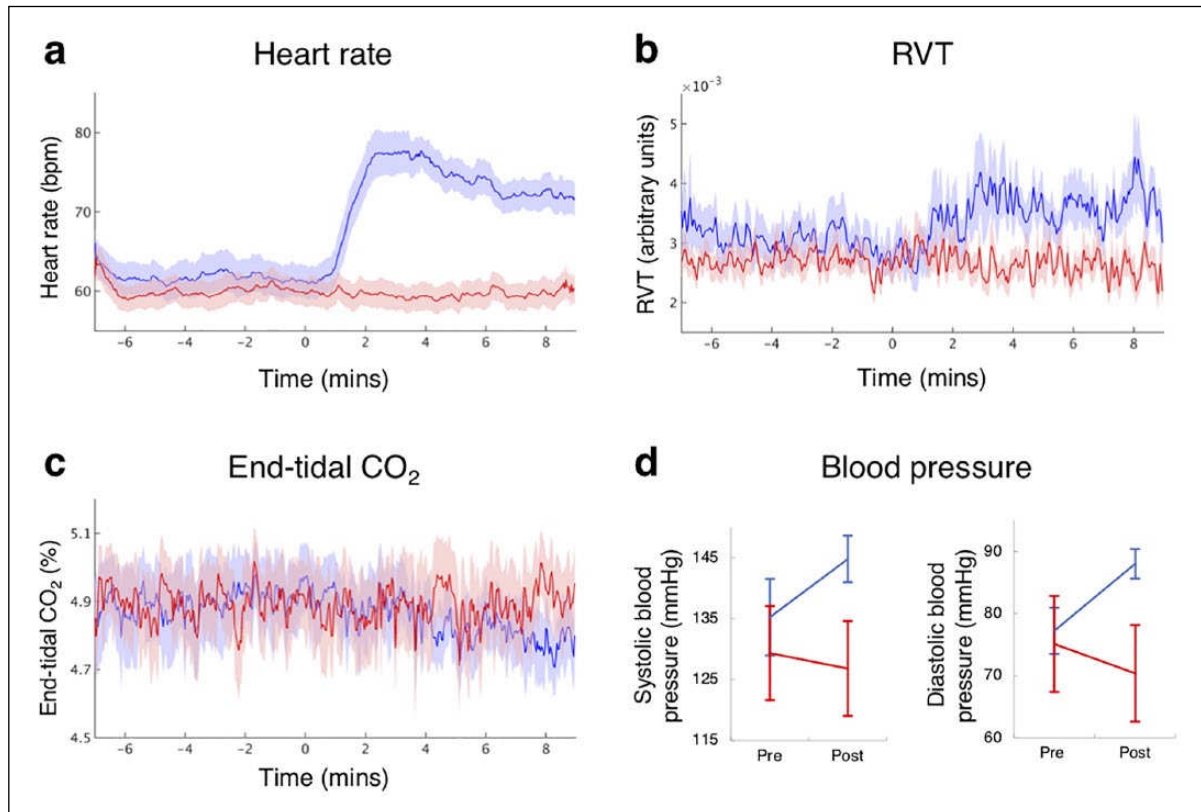 a Heart rate
Heart rate (bpm)
80
70
60
-6 -4 -2 0 2 4 6 8
Time (mins)
b RVT
×10⁻³
RVT (arbitrary units)
5
4
3
2
-6 -4 -2 0 2 4 6 8
Time (mins)
c End-tidal CO₂
End-tidal CO₂ (%)
5.1
4.9
4.7
4.5
-6 -4 -2 0 2 4 6 8
Time (mins)
d Blood pressure
Systolic blood
pressure (mmHg)
145
135
125
115
Pre Post
Diastolic blood
pressure (mmHg)
90
80
70
60
Pre Post